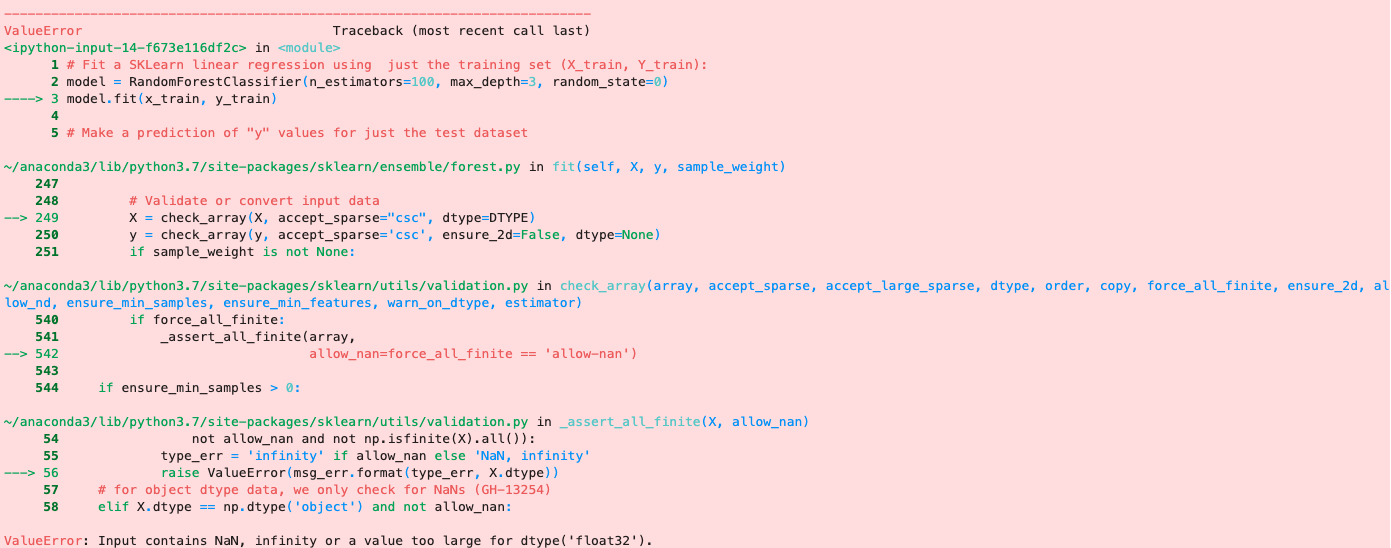 ---------------------------------------------------------------------------
ValueError                                Traceback (most recent call last)
<ipython-input-14-f673e116df2c> in <module>
      1 # Fit a SKLearn linear regression using  just the training set (X_train, Y_train):
      2 model = RandomForestClassifier(n_estimators=100, max_depth=3, random_state=0)
----> 3 model.fit(x_train, y_train)
      4
      5 # Make a prediction of "y" values for just the test dataset

~/anaconda3/lib/python3.7/site-packages/sklearn/ensemble/forest.py in fit(self, X, y, sample_weight)
    247
    248         # Validate or convert input data
--> 249         X = check_array(X, accept_sparse="csc", dtype=DTYPE)
    250         y = check_array(y, accept_sparse='csc', ensure_2d=False, dtype=None)
    251         if sample_weight is not None:

~/anaconda3/lib/python3.7/site-packages/sklearn/utils/validation.py in check_array(array, accept_sparse, accept_large_sparse, dtype, order, copy, force_all_finite, ensure_2d, al
low_nd, ensure_min_samples, ensure_min_features, warn_on_dtype, estimator)
    540         if force_all_finite:
    541             _assert_all_finite(array,
--> 542                                allow_nan=force_all_finite == 'allow-nan')
    543
    544     if ensure_min_samples > 0:

~/anaconda3/lib/python3.7/site-packages/sklearn/utils/validation.py in _assert_all_finite(X, allow_nan)
     54                 not allow_nan and not np.isfinite(X).all()):
     55             type_err = 'infinity' if allow_nan else 'NaN, infinity'
---> 56             raise ValueError(msg_err.format(type_err, X.dtype))
     57     # for object dtype data, we only check for NaNs (GH-13254)
     58     elif X.dtype == np.dtype('object') and not allow_nan:

ValueError: Input contains NaN, infinity or a value too large for dtype('float32').